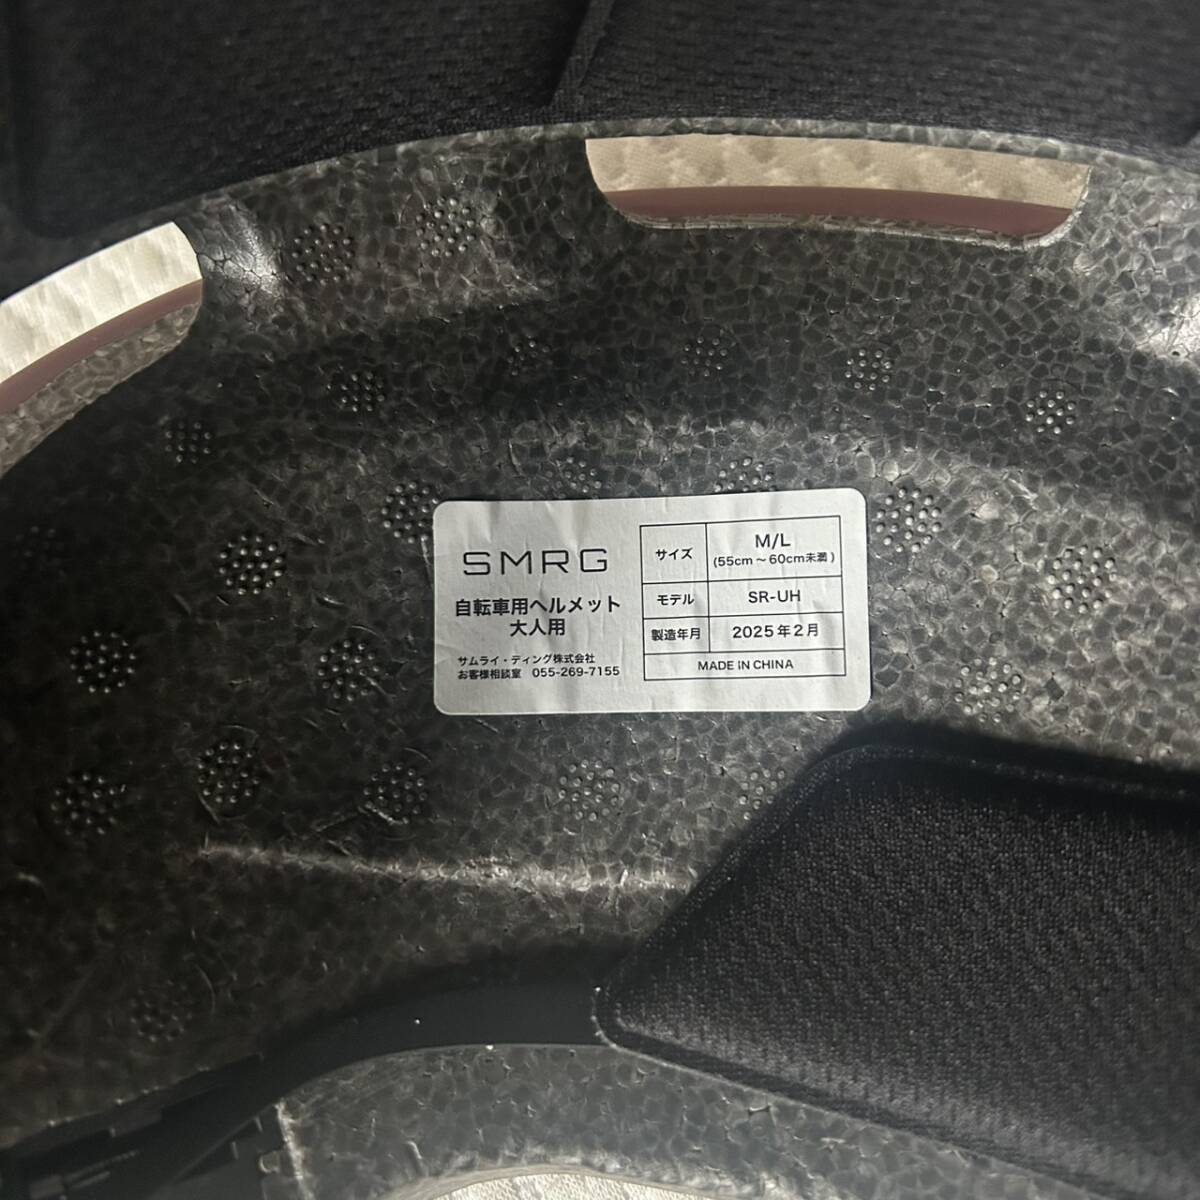 SMRG
自転車用ヘルメット
大人用
サムライ・ティング株式会社
お客様相談室 055-269-7155
サイズ M/L
(55cm～60cm未満)
モデル SR-UH
製造年月 2025年2月
MADE IN CHINA